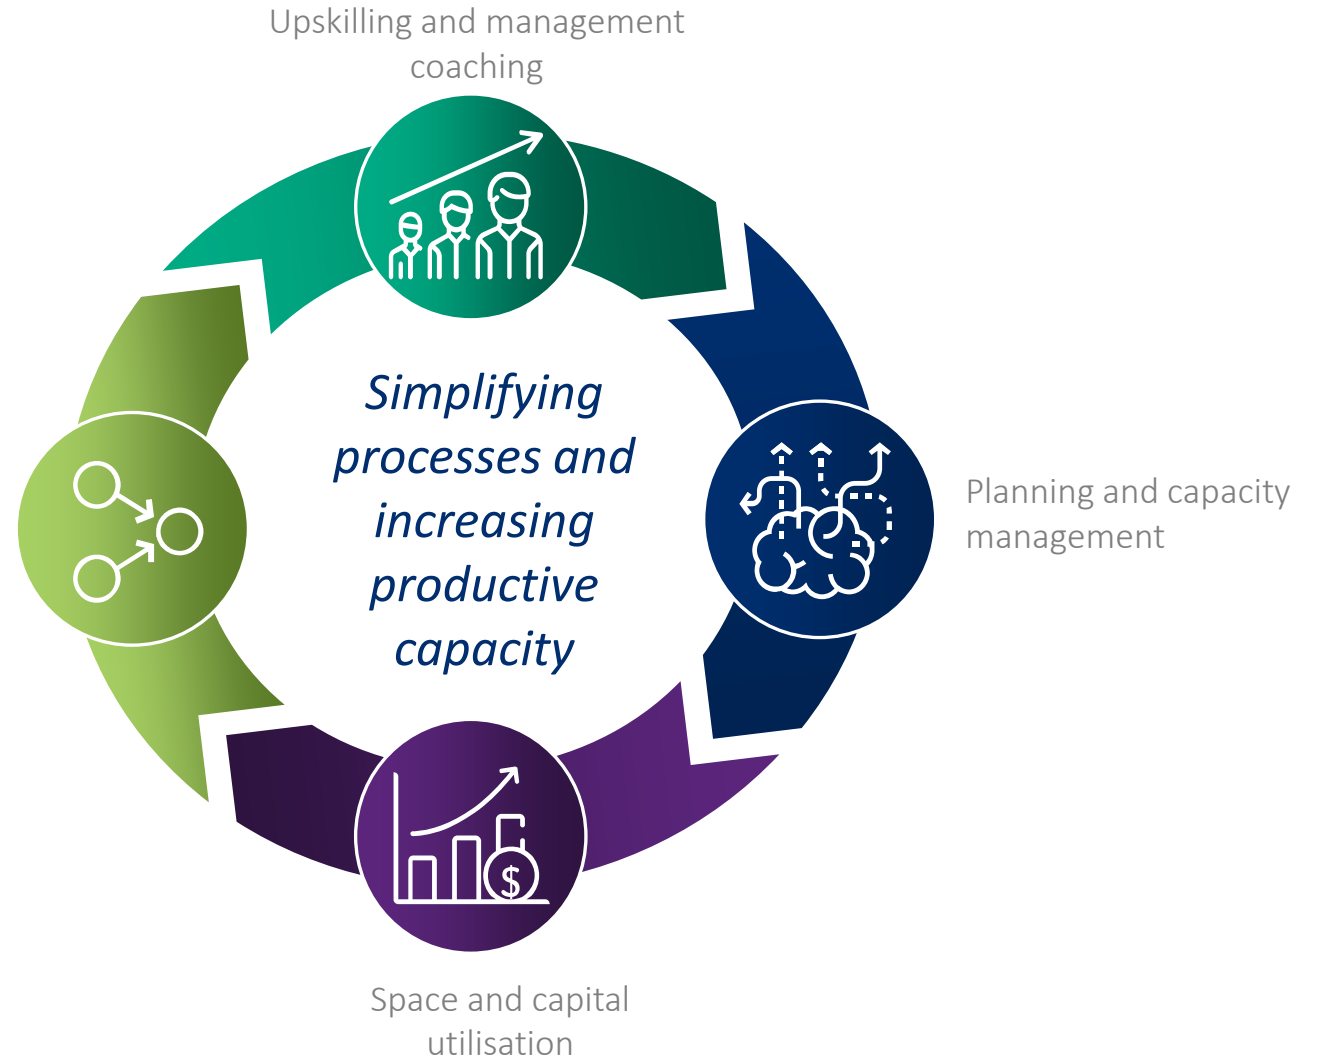 Upskilling and management
coaching
Simplifying
processes and
increasing
productive
capacity
Planning and capacity
management
$
Space and capital
utilisation